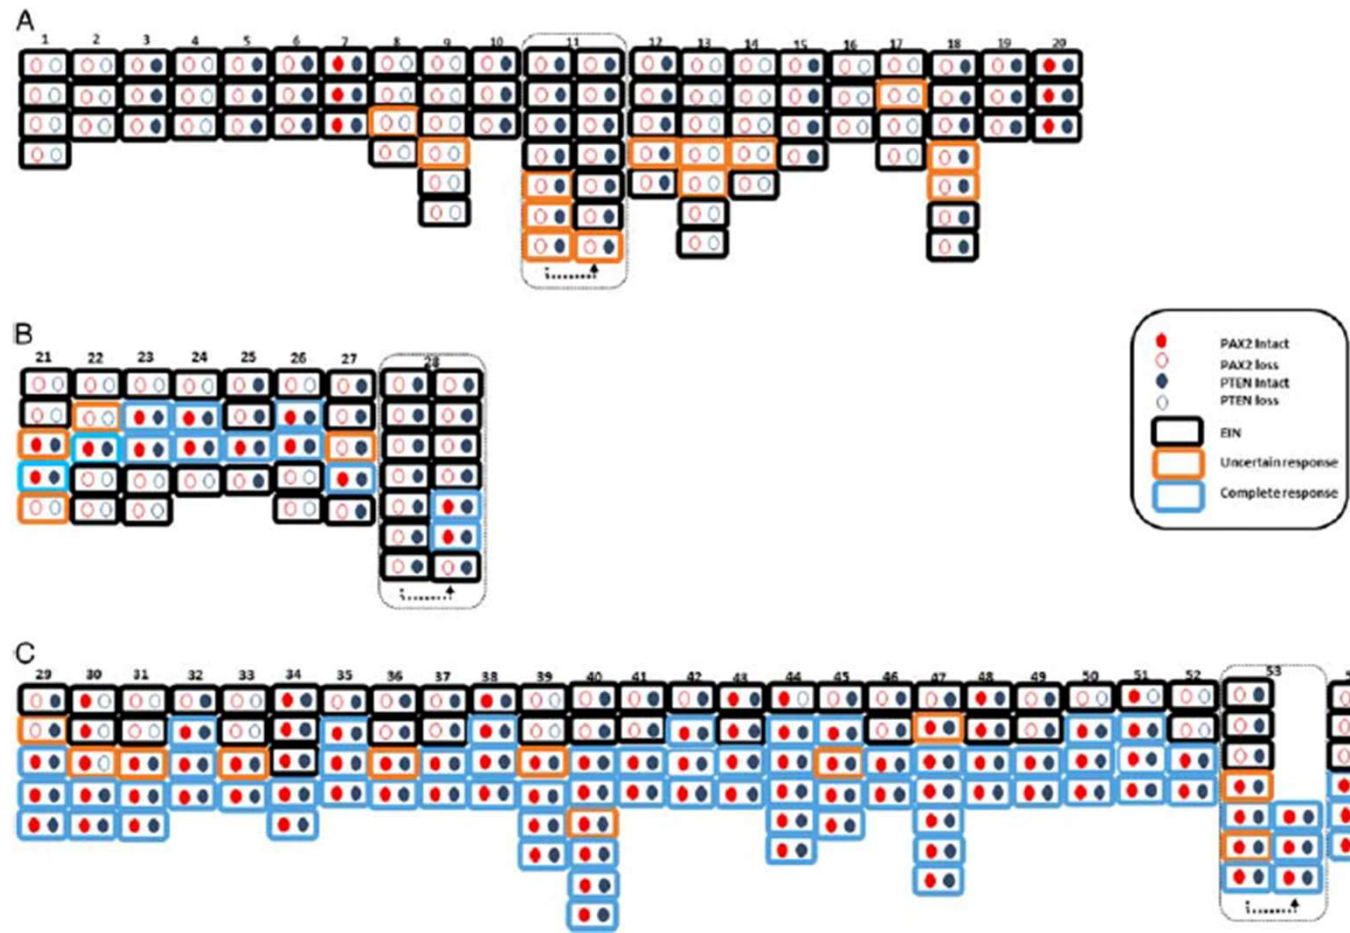 A
1 2 3 4 5 6 7 8 9 10 11 12 13 14 15 16 17 18 19 20
B
21 22 23 24 25 26 27 28
PAX2 Intact
PAX2 loss
PTEN Intact
PTEN loss
EIN
Uncertain response
Complete response
C
29 30 31 32 33 34 35 36 37 38 39 40 41 42 43 44 45 46 47 48 49 50 51 52 53